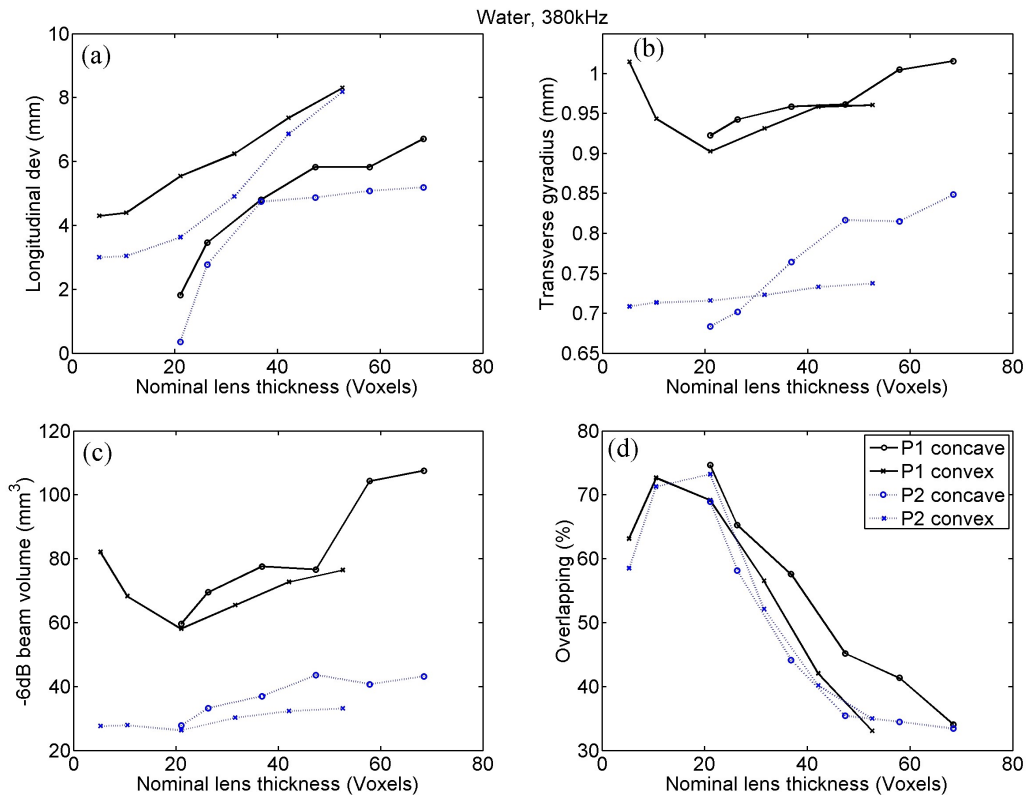 Water, 380kHz
(a)
Longitudinal dev (mm)
10
8
6
4
2
0
0 20 40 60 80
Nominal lens thickness (Voxels)
(b)
Transverse gyradius (mm)
1
0.95
0.9
0.85
0.8
0.75
0.7
0.65
0 20 40 60 80
Nominal lens thickness (Voxels)
(c)
-6dB beam volume (mm3)
120
100
80
60
40
20
0 20 40 60 80
Nominal lens thickness (Voxels)
(d)
Overlapping (%)
80
70
60
50
40
30
0 20 40 60 80
Nominal lens thickness (Voxels)
P1 concave
P1 convex
P2 concave
P2 convex